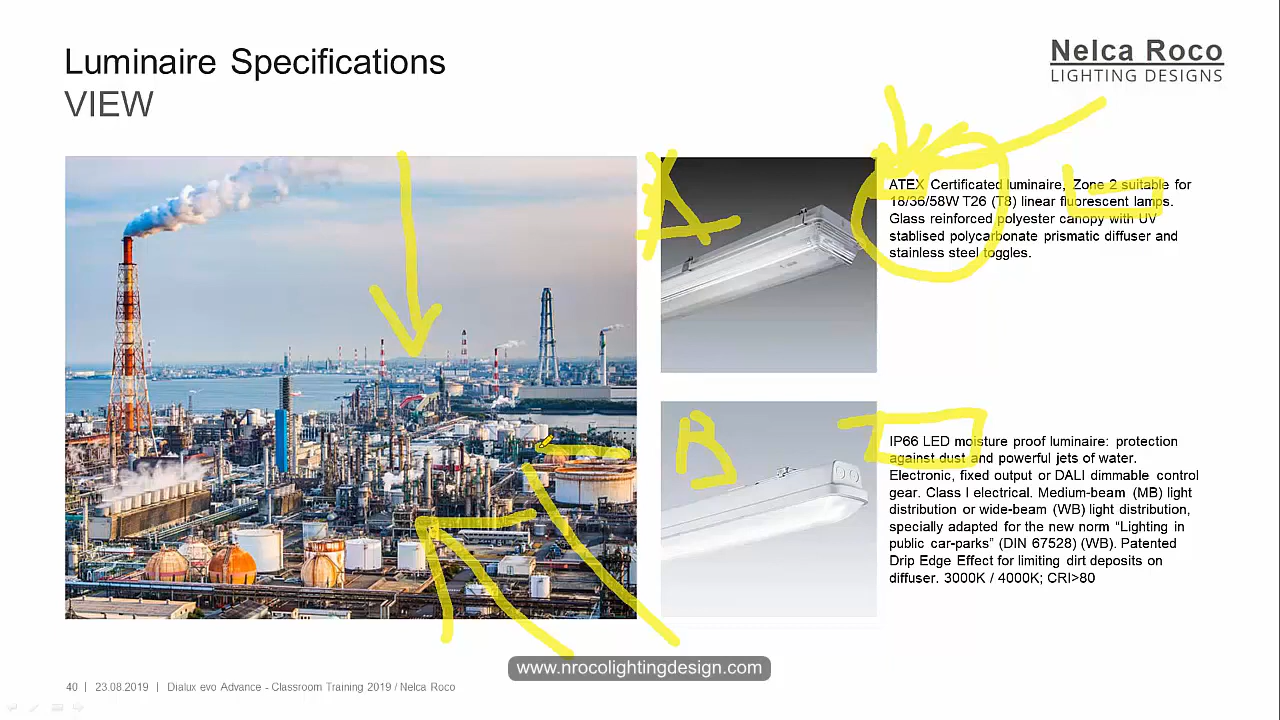 Luminaire Specifications
VIEW
Nelca Roco
LIGHTING DESIGNS
A
ATEX Certificated luminaire, Zone 2 suitable for
18/36/58W T26 (T8) linear fluorescent lamps.
Glass reinforced polyester canopy with UV
stablised polycarbonate prismatic diffuser and
stainless steel toggles.
B
IP66 LED moisture proof luminaire: protection
against dust and powerful jets of water.
Electronic, fixed output or DALI dimmable control
gear. Class I electrical. Medium-beam (MB) light
distribution or wide-beam (WB) light distribution,
specially adapted for the new norm "Lighting in
public car-parks" (DIN 67528) (WB). Patented
Drip Edge Effect for limiting dirt deposits on
diffuser. 3000K / 4000K; CRI>80
www.nrocolightingdesign.com
40 | 23.08.2019 | Dialux evo Advance - Classroom Training 2019 / Nelca Roco